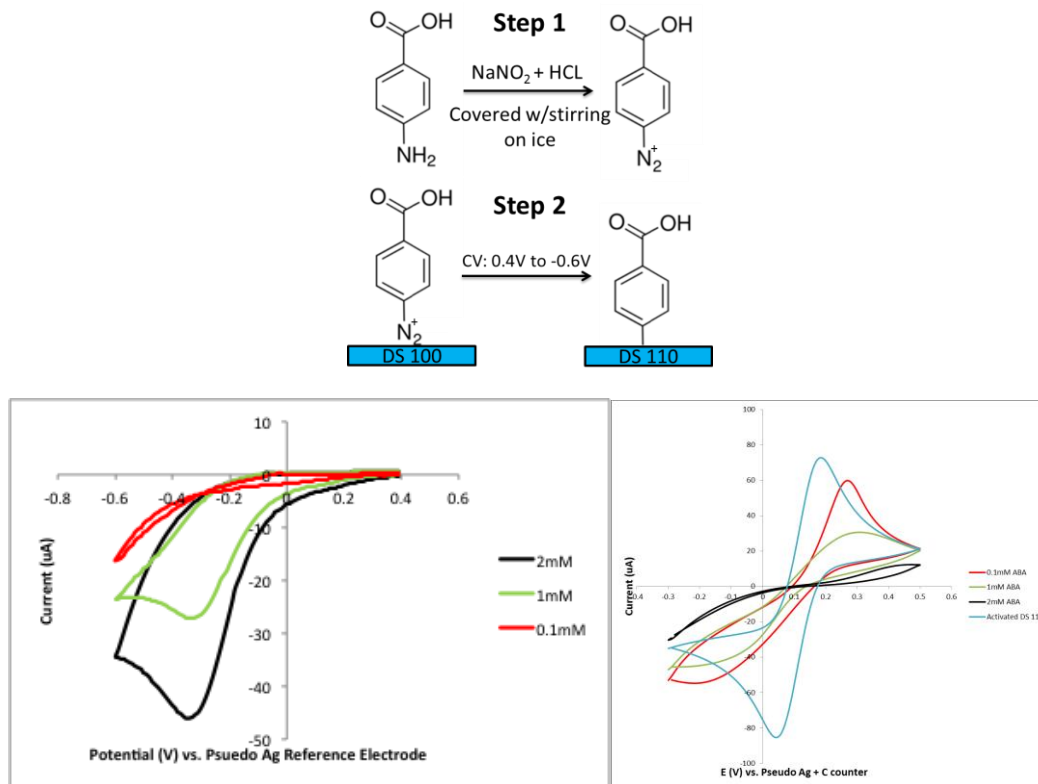 Step 1
O
OH
NH2
NaNO2 + HCL
Covered w/stirring
on ice
O
OH
N2
+
Step 2
O
OH
N2
+
DS 100
CV: 0.4V to -0.6V
O
OH
DS 110
10
0
-10
-20
-30
-40
-50
-0.8
-0.6
-0.4
-0.2
0
0.2
0.4
0.6
Current (uA)
Potential (V) vs. Psuedo Ag Reference Electrode
2mM
1mM
0.1mM
100
80
60
40
20
0
-20
-40
-60
-80
-100
-0.3
-0.2
-0.1
0
0.1
0.2
0.3
0.4
0.5
0.6
Current (uA)
E (V) vs. Pseudo Ag + C counter
0.1mM ABA
1mM ABA
2mM ABA
Activated DS 11